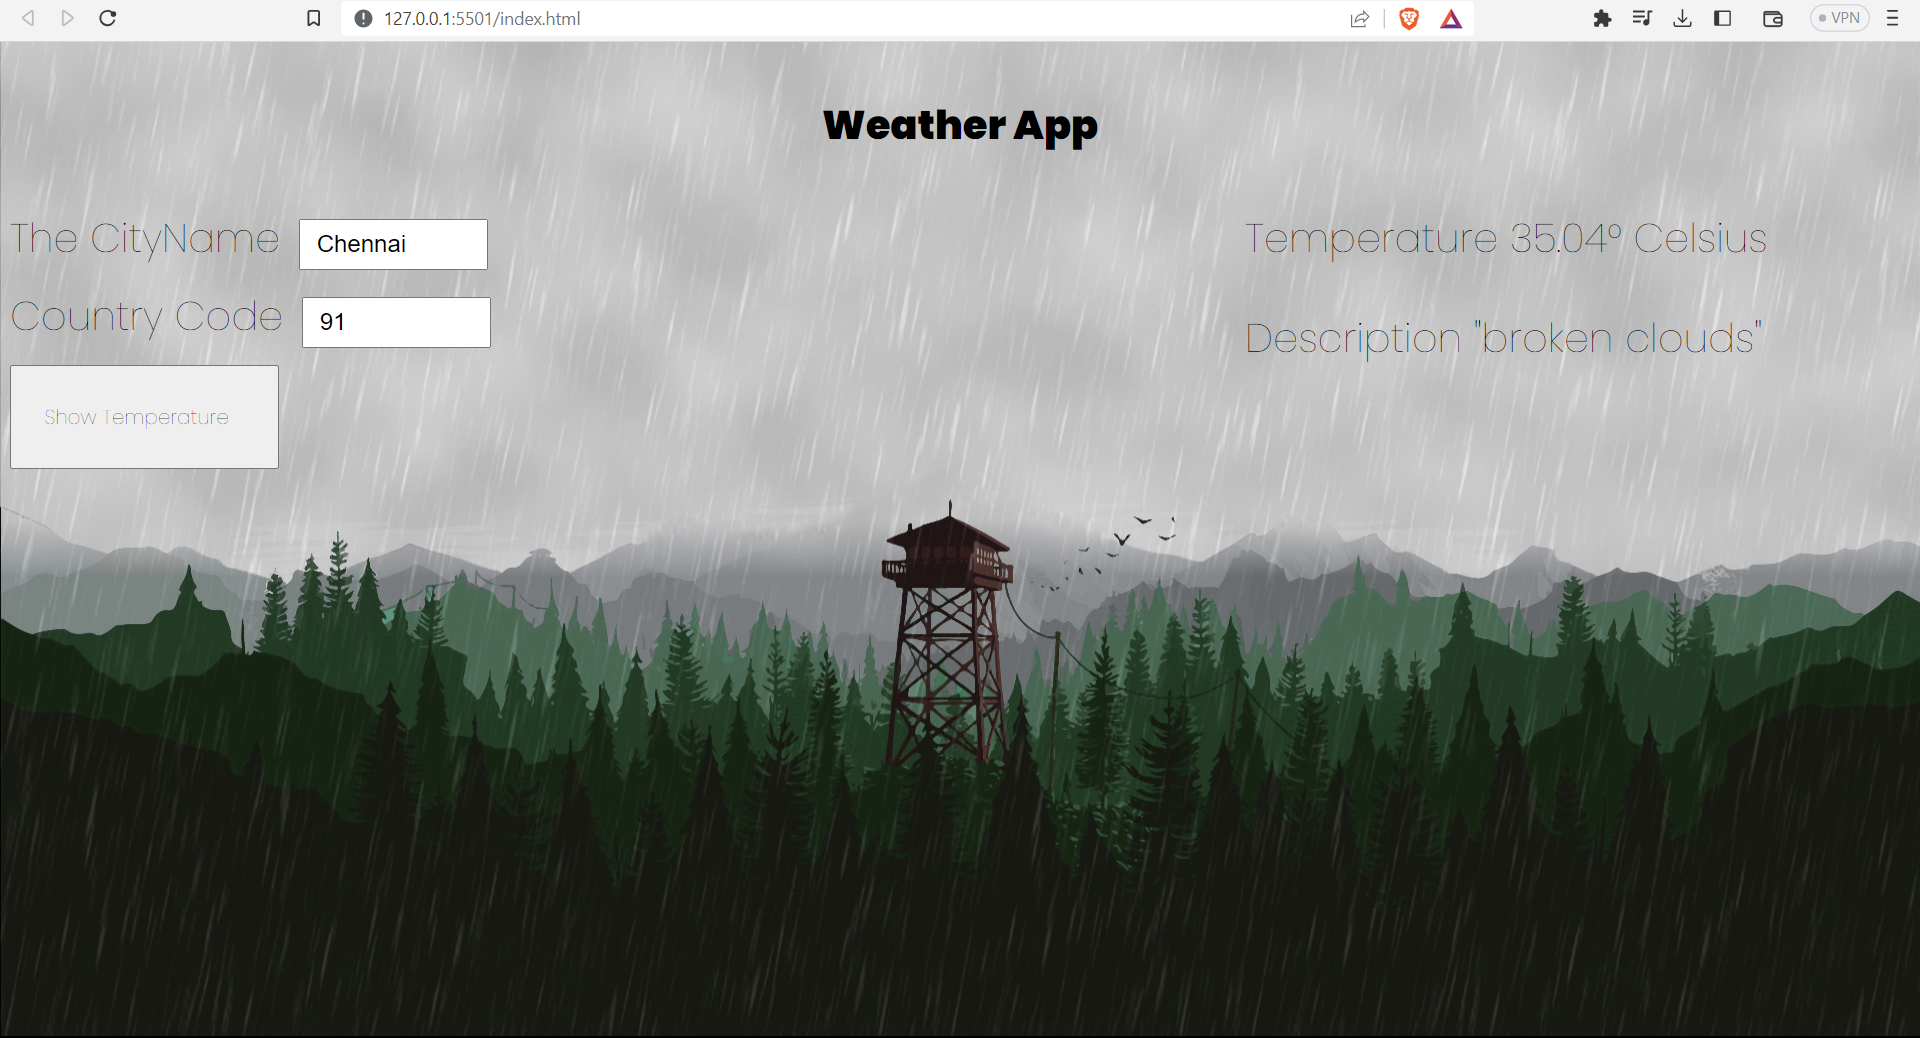 127.0.0.1:5501/index.html
VPN
Weather App
The CityName Chennai
Country Code 91
Show Temperature
Temperature 35.04° Celsius
Description "broken clouds"